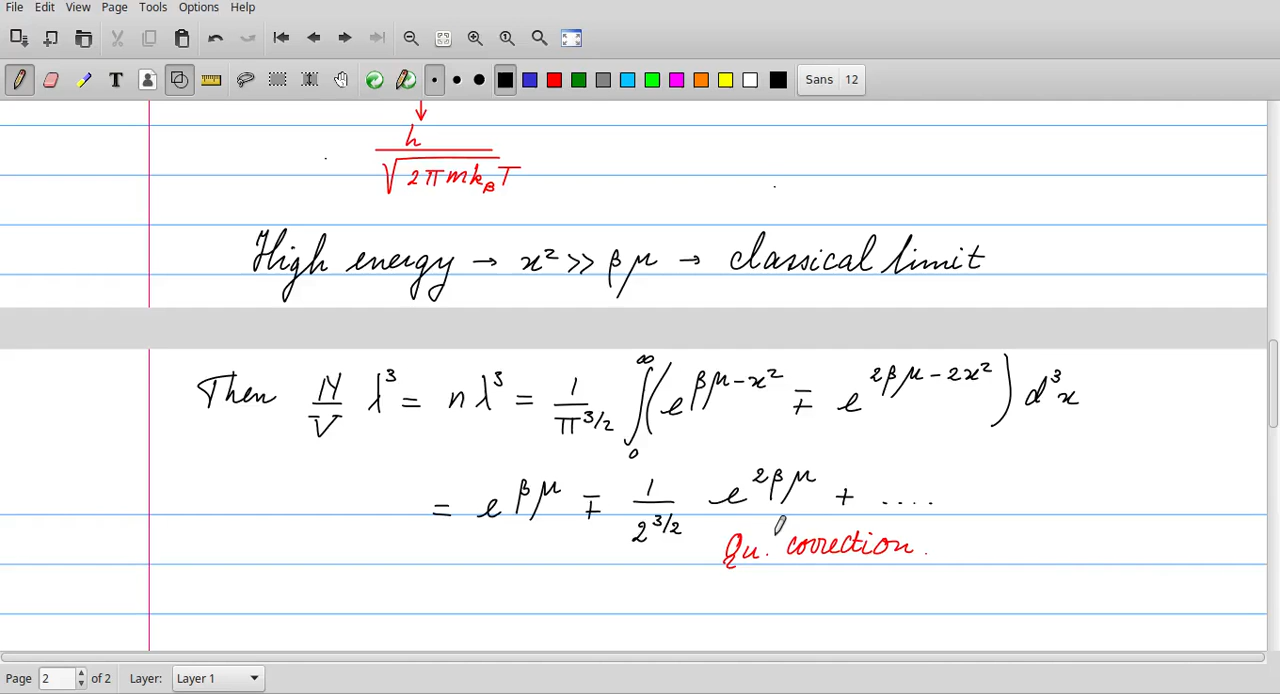 File Edit View Page Tools Options Help
Sans 12
h
√2πmk_βT
High energy → x² >> βμ → classical limit
Then N/V λ³ = nλ³ = 1/π^3/2 ∫₀^∞ (e^βμ-x² ∓ e^2βμ-2x²) d³x
= e^βμ ∓ 1/2^3/2 e^2βμ + ....
Qu. correction.
Page 2 of 2 Layer: Layer 1